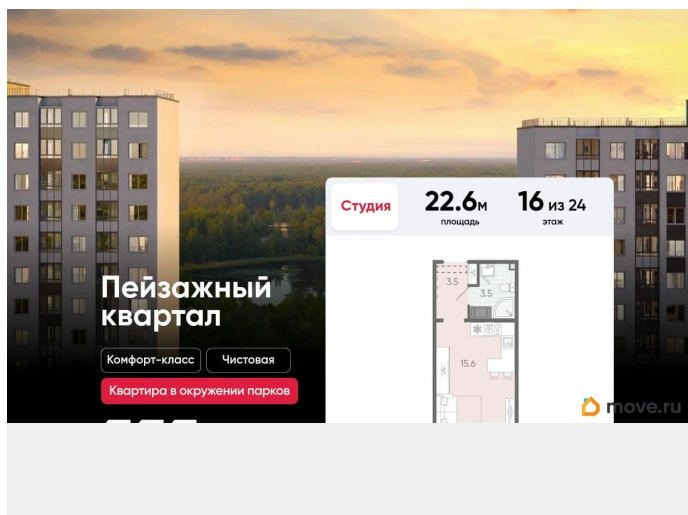 Студия
22.6м
площадь
16 из 24
этаж
3.5
3.5
15.6
Пейзажный
квартал
Комфорт-класс
Чистовая
Квартира в окружении парков
move.ru